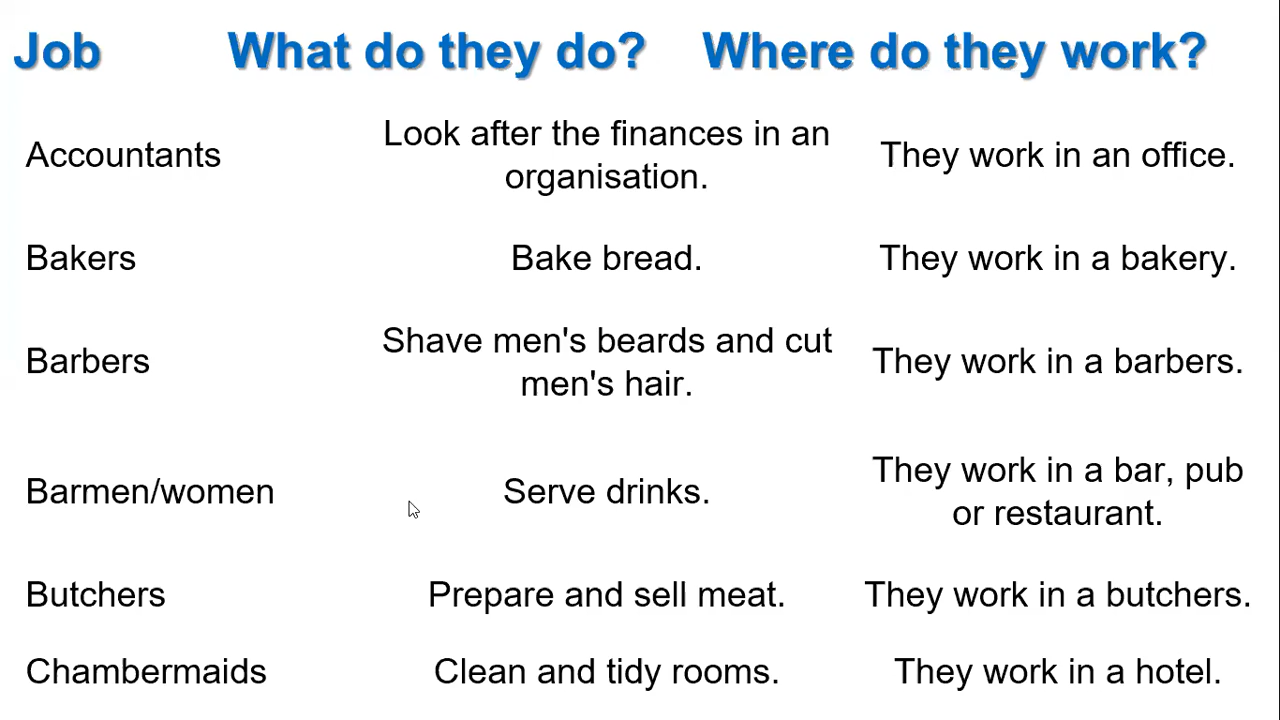 Job What do they do? Where do they work?
Accountants
Look after the finances in an
organisation.
They work in an office.
Bakers
Bake bread.
They work in a bakery.
Barbers
Shave men's beards and cut
men's hair.
They work in a barbers.
Barmen/women
Serve drinks.
They work in a bar, pub
or restaurant.
Butchers
Prepare and sell meat.
They work in a butchers.
Chambermaids
Clean and tidy rooms.
They work in a hotel.